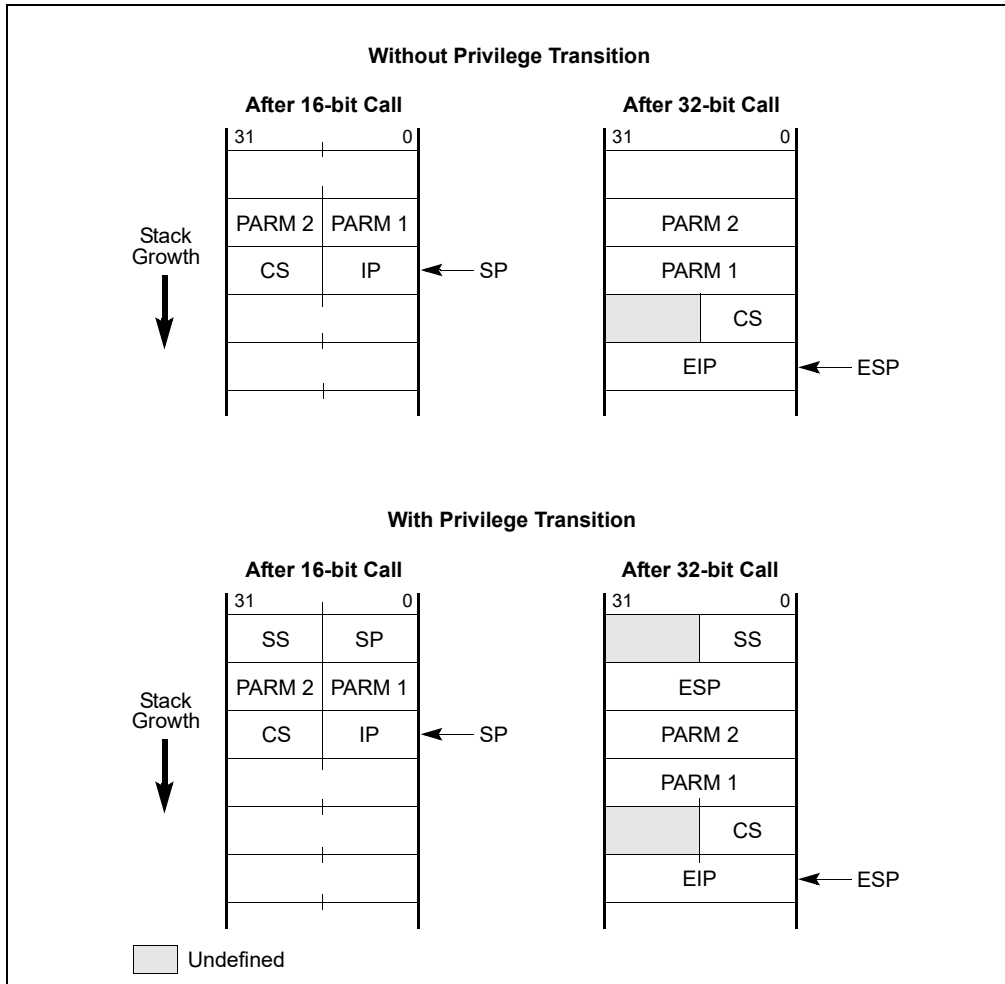 Without Privilege Transition
After 16-bit Call
After 32-bit Call
31 0
31 0
PARM 2 PARM 1
PARM 2
Stack
Growth
CS IP
SP
PARM 1
CS
EIP
ESP
With Privilege Transition
After 16-bit Call
After 32-bit Call
31 0
31 0
SS SP
SS
PARM 2 PARM 1
ESP
Stack
Growth
CS IP
SP
PARM 2
PARM 1
CS
EIP
ESP
Undefined